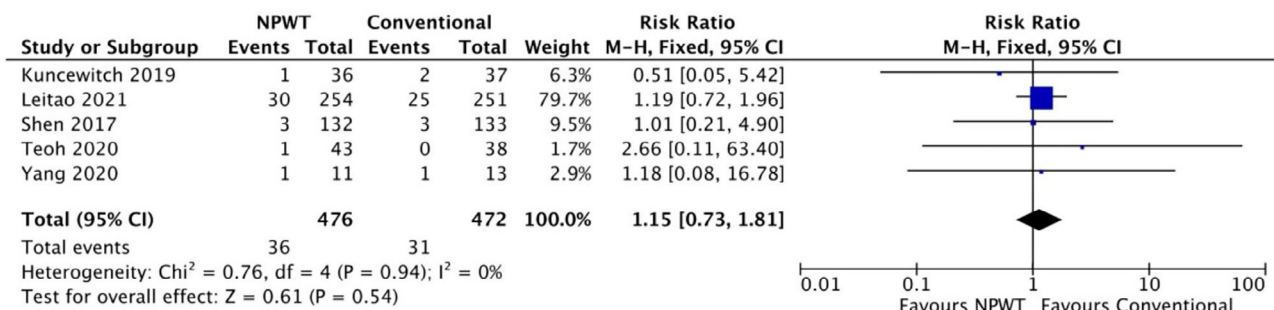 NPWT Conventional Risk Ratio Risk Ratio
Study or Subgroup Events Total Events Total Weight M-H, Fixed, 95% CI M-H, Fixed, 95% CI
Kuncewitch 2019 1 36 2 37 6.3% 0.51 [0.05, 5.42]
Leitao 2021 30 254 25 251 79.7% 1.19 [0.72, 1.96]
Shen 2017 3 132 3 133 9.5% 1.01 [0.21, 4.90]
Teoh 2020 1 43 0 38 1.7% 2.66 [0.11, 63.40]
Yang 2020 1 11 1 13 2.9% 1.18 [0.08, 16.78]
Total (95% CI) 476 472 100.0% 1.15 [0.73, 1.81]
Total events 36 31
Heterogeneity: Chi² = 0.76, df = 4 (P = 0.94); I² = 0%
Test for overall effect: Z = 0.61 (P = 0.54)
0.01 0.1 1 10 100
Favours NPWT Favours Conventional